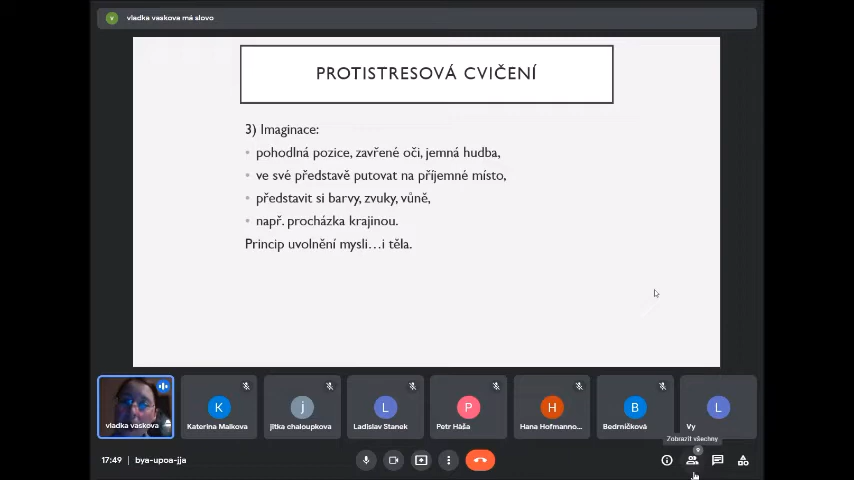 v
vladka vaskova má slovo
PROTISTRESOVÁ CVIČENÍ
3) Imaginace:
• pohodlná pozice, zavřené oči, jemná hudba,
• ve své představě putovat na příjemné místo,
• představit si barvy, zvuky, vůně,
• např. procházka krajinou.
Princip uvolnění mysli…i těla.
K
j
L
P
H
B
L
vladka vaskova
Katerina Malkova
jitka chaloupkova
Ladislav Stanek
Petr Háša
Hana Hofmanno...
Bedrníčková
Vy
Zobrazit všechny
9
17:49 | bya-upoa-jja